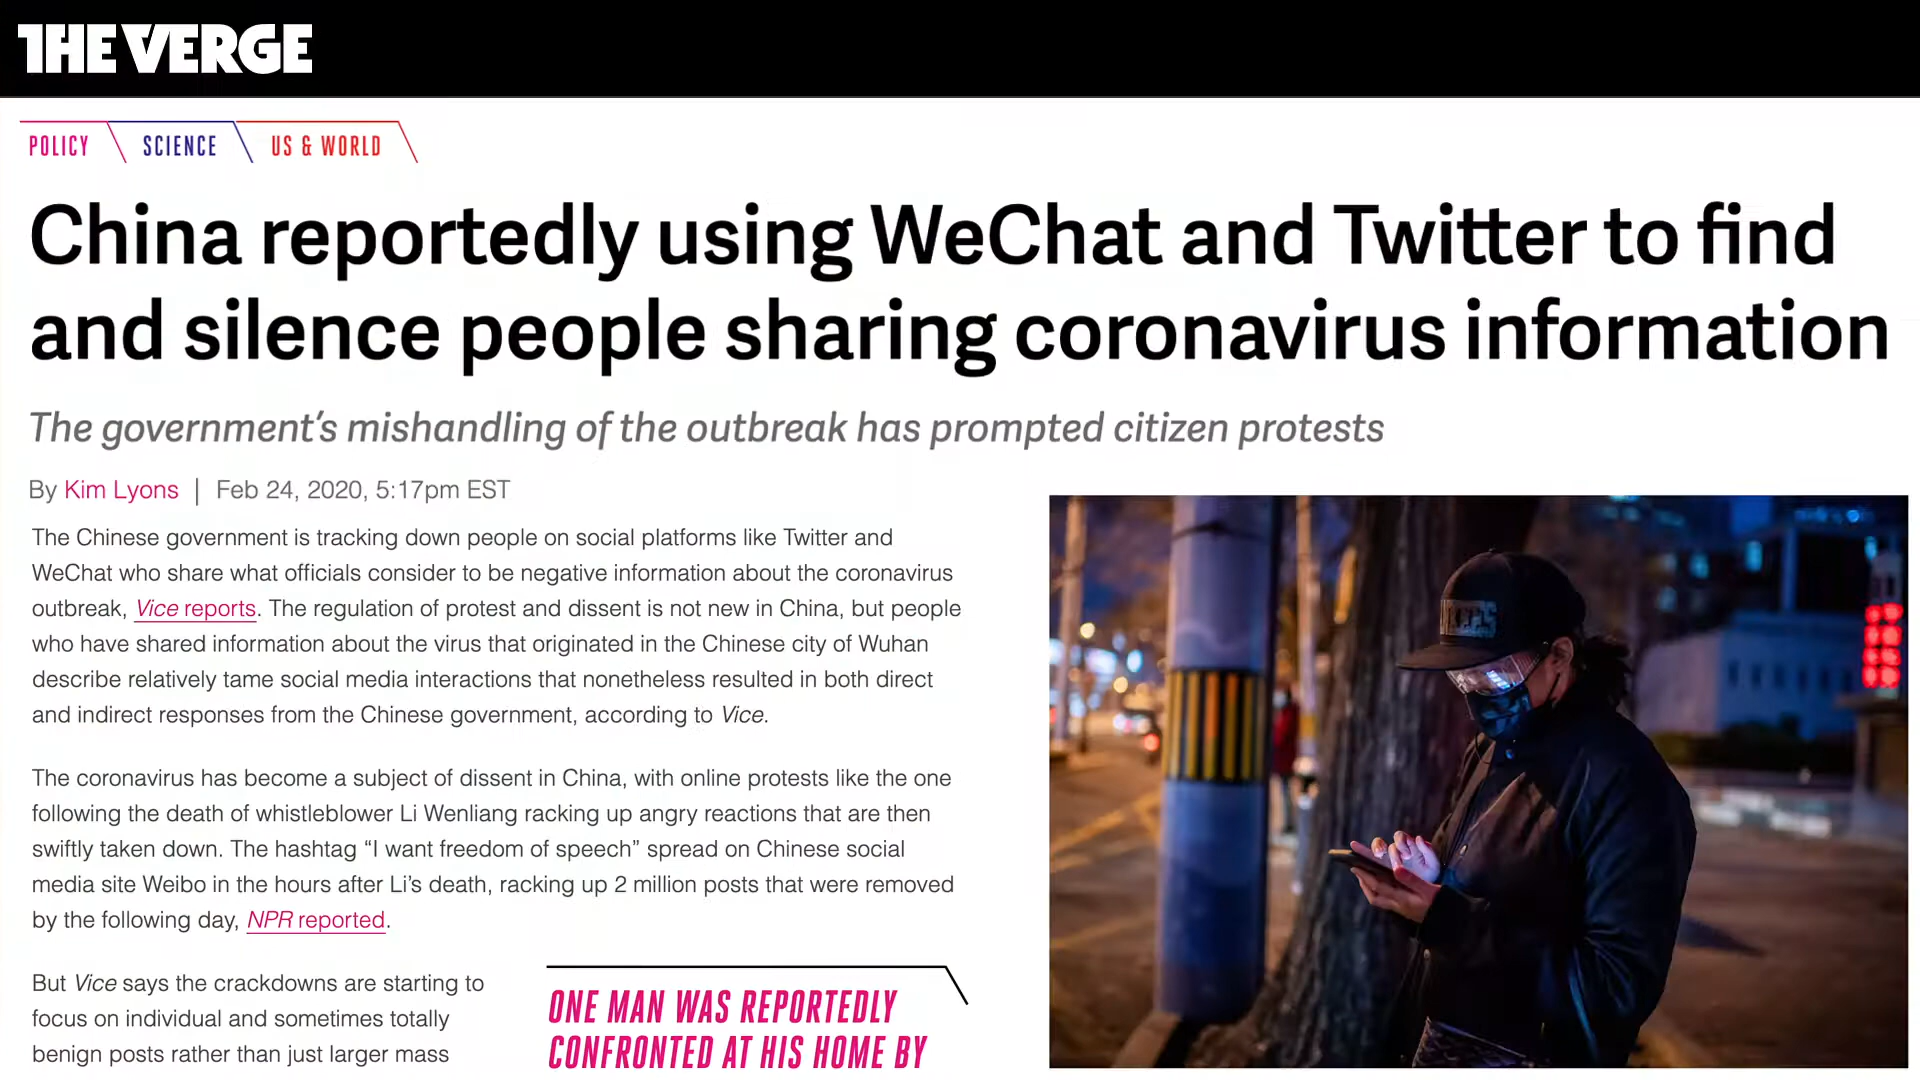 THE VERGE
POLICY SCIENCE US & WORLD
China reportedly using WeChat and Twitter to find
and silence people sharing coronavirus information
The government’s mishandling of the outbreak has prompted citizen protests
By Kim Lyons | Feb 24, 2020, 5:17pm EST
The Chinese government is tracking down people on social platforms like Twitter and
WeChat who share what officials consider to be negative information about the coronavirus
outbreak, Vice reports. The regulation of protest and dissent is not new in China, but people
who have shared information about the virus that originated in the Chinese city of Wuhan
describe relatively tame social media interactions that nonetheless resulted in both direct
and indirect responses from the Chinese government, according to Vice.
The coronavirus has become a subject of dissent in China, with online protests like the one
following the death of whistleblower Li Wenliang racking up angry reactions that are then
swiftly taken down. The hashtag “I want freedom of speech” spread on Chinese social
media site Weibo in the hours after Li’s death, racking up 2 million posts that were removed
by the following day, NPR reported.
But Vice says the crackdowns are starting to
focus on individual and sometimes totally
benign posts rather than just larger mass
ONE MAN WAS REPORTEDLY
CONFRONTED AT HIS HOME BY